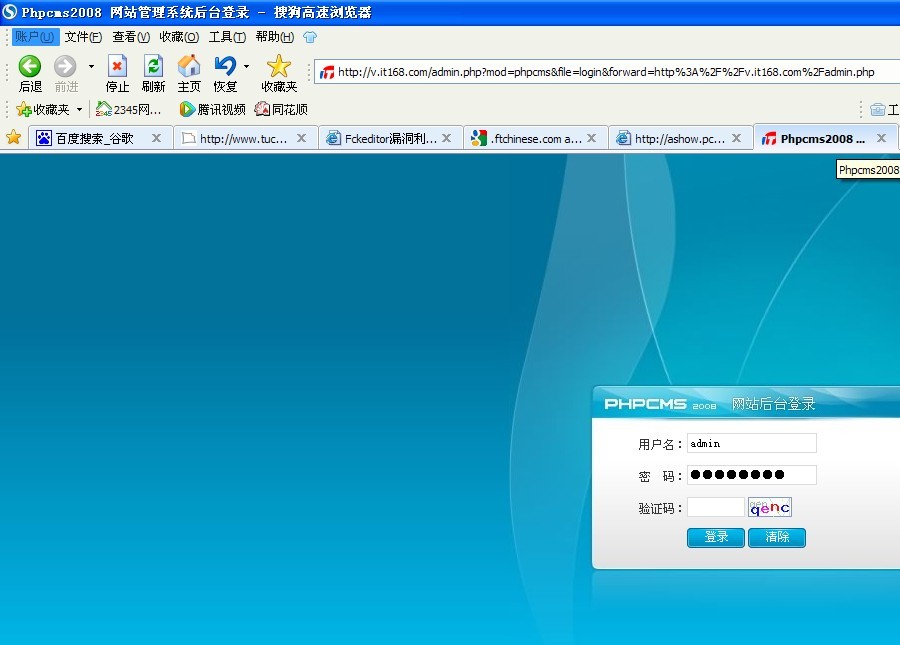 Phpcms2008 网站管理系统后台登录 - 搜狗高速浏览器
账户(U) 文件(F) 查看(V) 收藏(O) 工具(T) 帮助(H)
后退 前进 停止 刷新 主页 恢复 收藏夹 http://v.it168.com/admin.php?mod=phpcms&file=login&forward=http%3A%2F%2Fv.it168.com%2Fadmin.php
收藏夹 2345网... 腾讯视频 同花顺 工
百度搜索_谷歌 http://www.tuc... Fckeditor漏洞利... .ftchinese.com a... http://ashow.pc... Phpcms2008 ...
Phpcms2008
PHPCMS 2008 网站后台登录
用户名： admin
密 码： ●●●●●●●●
验证码： qenc
登录 清除